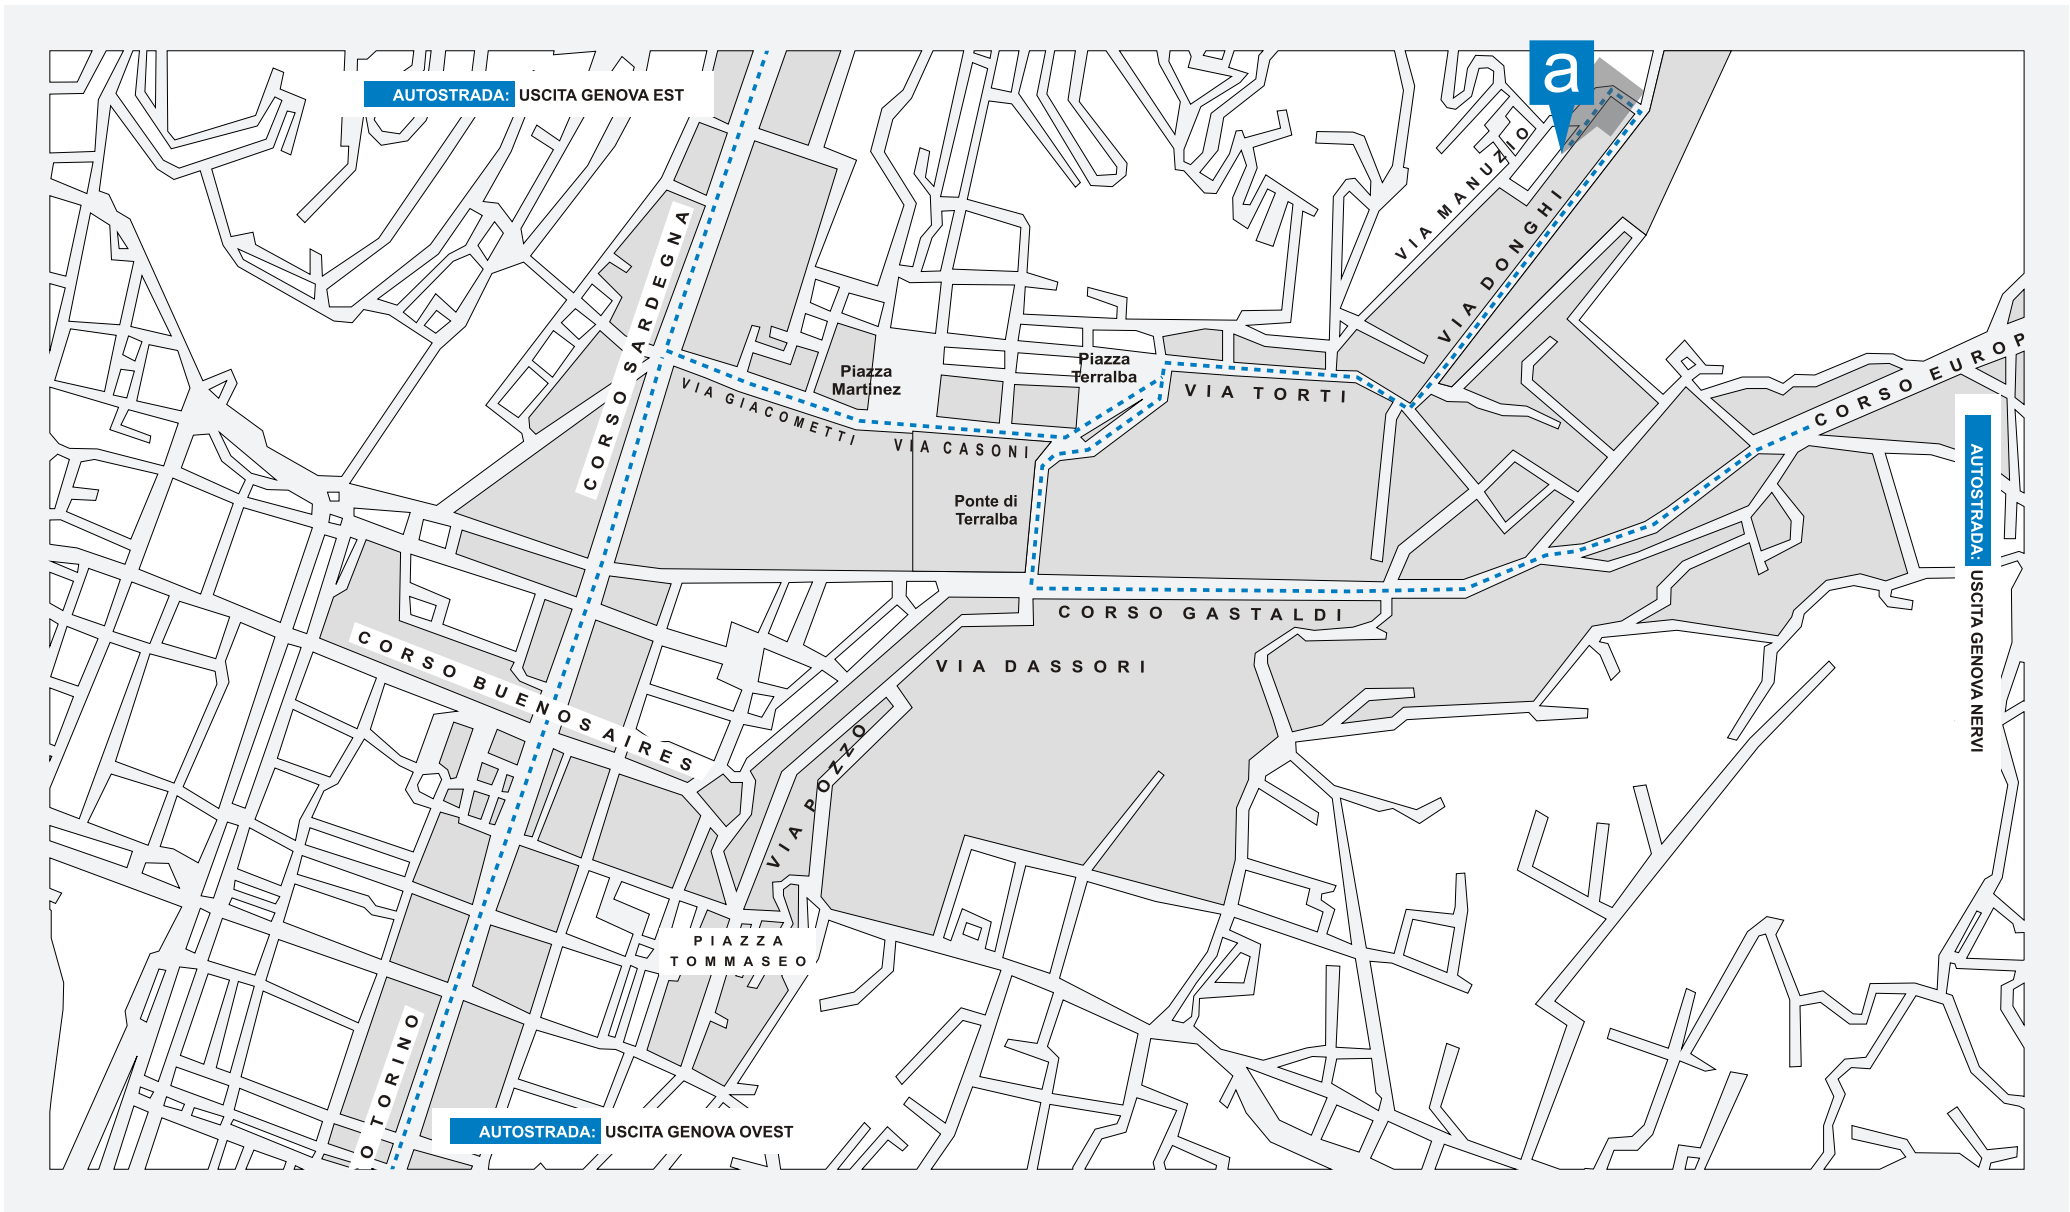 a
AUTOSTRADA: USCITA GENOVA EST
VIA MANUZIO
VIA DONGHI
CORSO SARDEGNA
Piazza
Martinez
Piazza
Terralba
VIA TORTI
VIA GIACOMETTI
VIA CASONI
CORSO EUROP
Ponte di
Terralba
AUTOSTRADA: USCITA GENOVA NERVI
CORSO GASTALDI
VIA DASSORI
CORSO BUENOS AIRES
VIA POZZO
PIAZZA
TOMMASEO
O TORINO
AUTOSTRADA: USCITA GENOVA OVEST